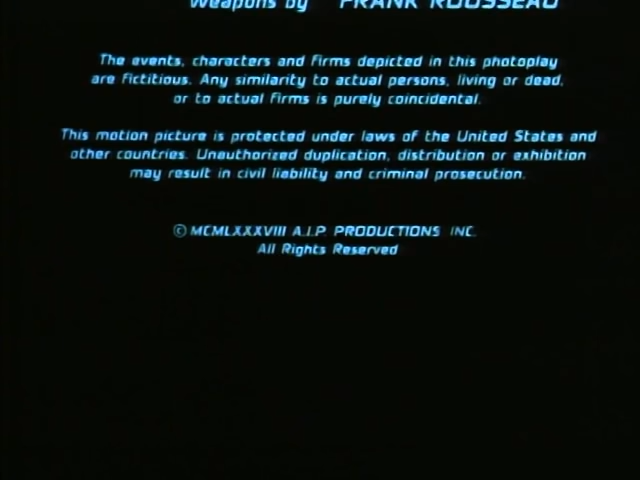 Weapons by FRANK ROUSSEAU
The events, characters and firms depicted in this photoplay
are fictitious. Any similarity to actual persons, living or dead,
or to actual firms is purely coincidental.
This motion picture is protected under laws of the United States and
other countries. Unauthorized duplication, distribution or exhibition
may result in civil liability and criminal prosecution.
© MCMLXXXVIII A.I.P. PRODUCTIONS INC.
All Rights Reserved